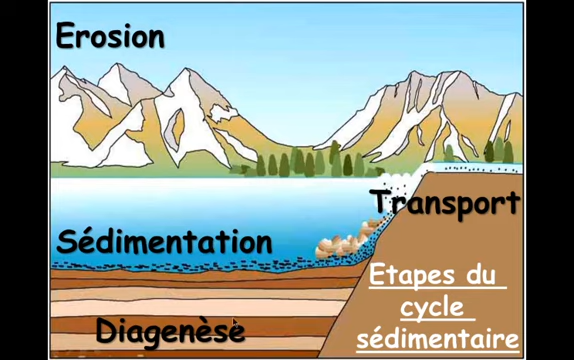 Erosion
Transport
Sédimentation
Etapes du
cycle
sédimentaire
Diagenèse